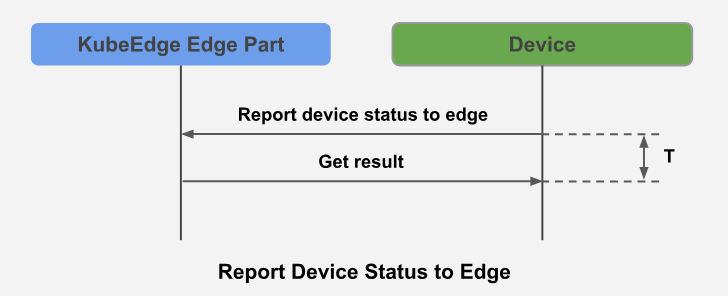 KubeEdge Edge Part
Device
Report device status to edge
Get result
T
Report Device Status to Edge